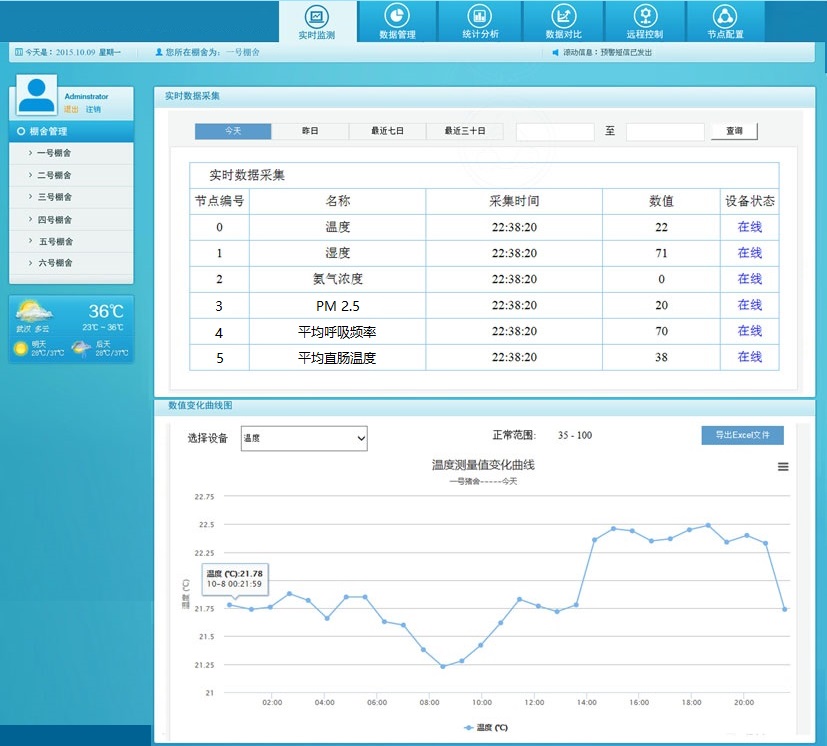 实时监测 数据管理 统计分析 数据对比 远程控制 节点配置
今天是：2015.10.09 星期一 您所在棚舍为：一号棚舍 滚动信息：预警短信已发出
Adminstrator
退出 注销
棚舍管理
一号棚舍
二号棚舍
三号棚舍
四号棚舍
五号棚舍
六号棚舍
36℃
武汉 多云 23℃~36℃
明天 后天
26℃/37℃ 26℃/37℃
实时数据采集
今天 昨日 最近七日 最近三十日 至 查询
实时数据采集
节点编号 名称 采集时间 数值 设备状态
0 温度 22:38:20 22 在线
1 湿度 22:38:20 71 在线
2 氨气浓度 22:38:20 0 在线
3 PM 2.5 22:38:20 20 在线
4 平均呼吸频率 22:38:20 70 在线
5 平均直肠温度 22:38:20 38 在线
数值变化曲线图
选择设备 温度 正常范围: 35 - 100 导出Excel文件
温度测量值变化曲线
一号猪舍-----今天
22.75
22.5
22.25
温度 (℃):21.78
10-8 00:21:59
温度 (℃)
21.75
21.5
21.25
21
02:00 04:00 06:00 08:00 10:00 12:00 14:00 16:00 18:00 20:00
温度 (℃)